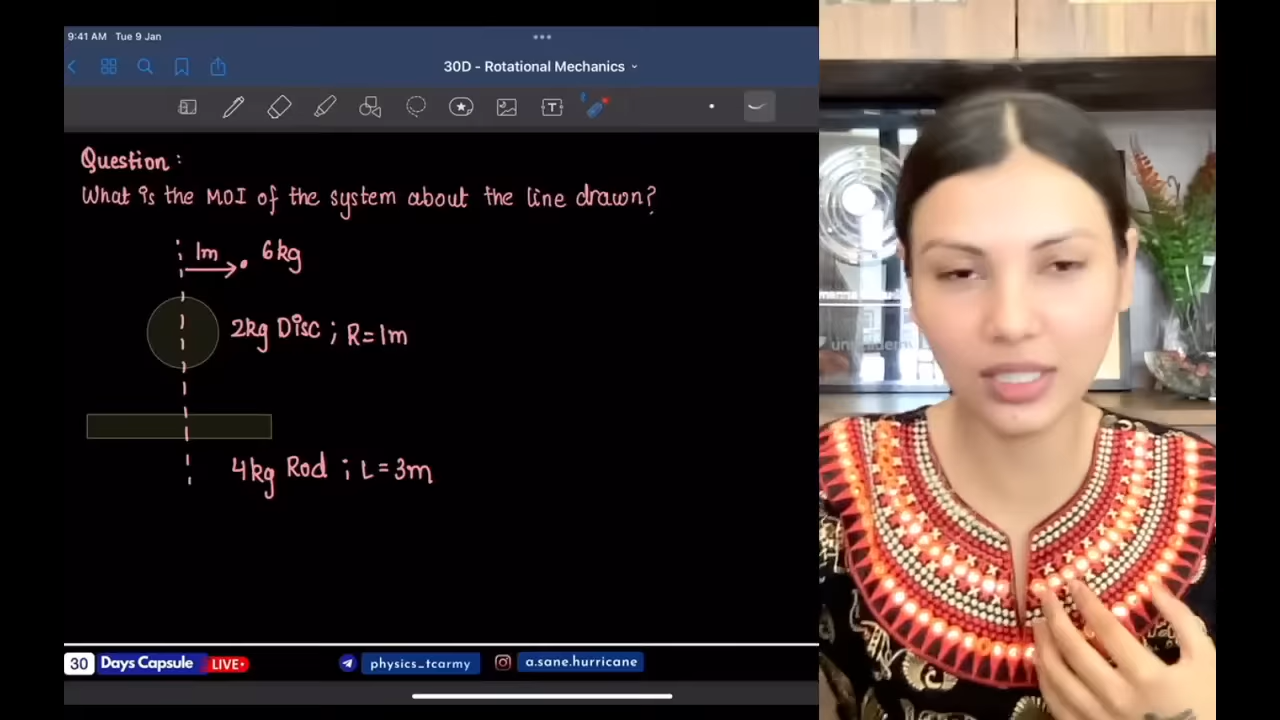 9:41 AM Tue 9 Jan
30D - Rotational Mechanics
Question :
What is the MOI of the system about the line drawn?
1m 6kg
2kg Disc ; R=1m
4kg Rod ; L=3m
30 Days Capsule LIVE
physics_tcarmy
a.sane.hurricane